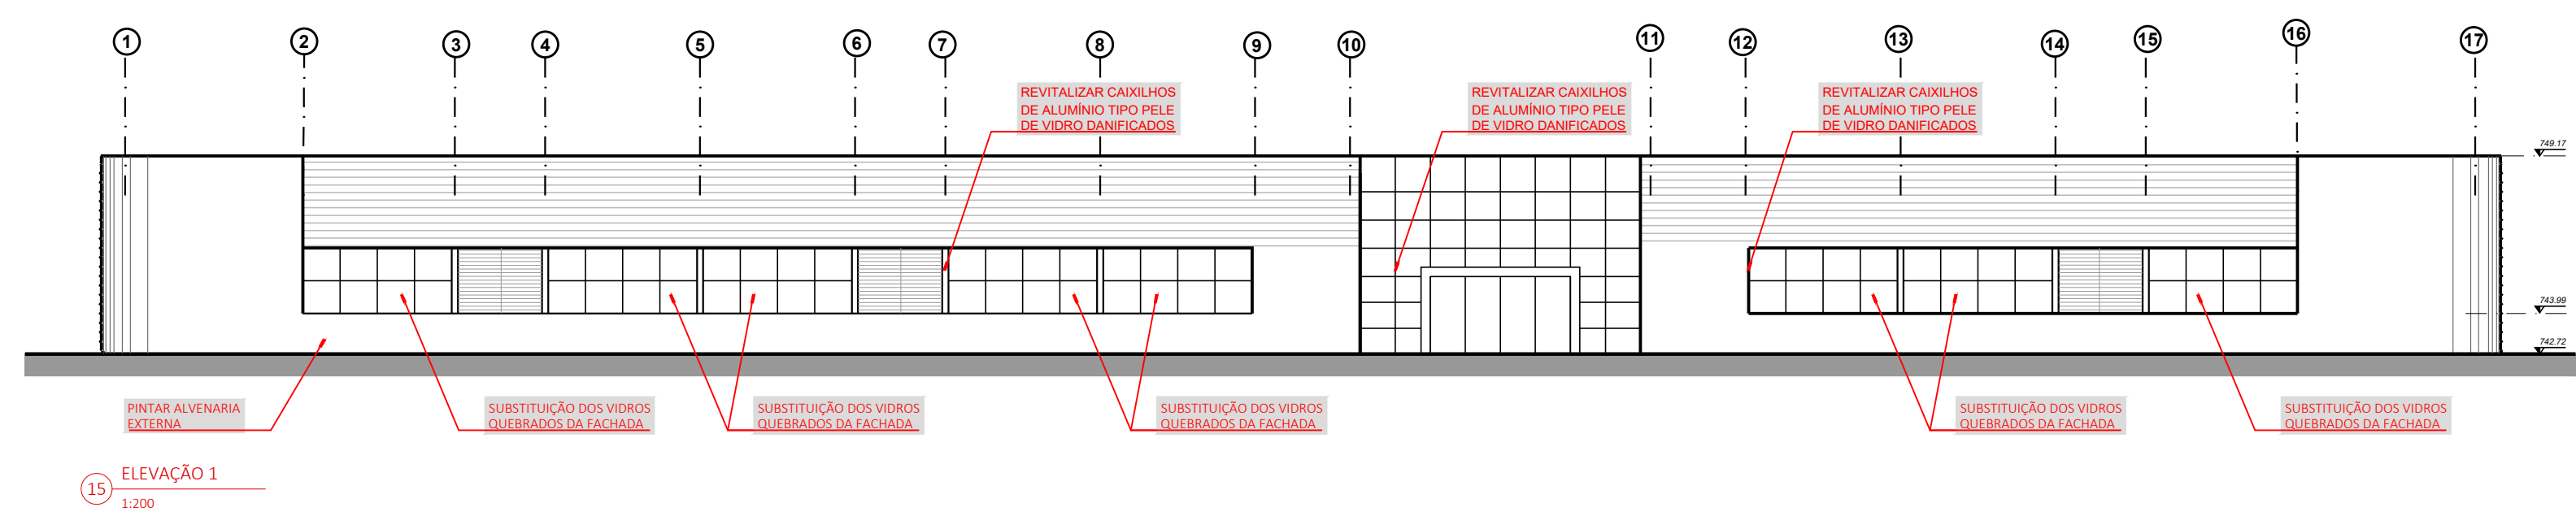 1
2
3
4
5
6
7
8
9
10
11
12
13
14
15
16
17
REVITALIZAR CAIXILHOS
DE ALUMÍNIO TIPO PELE
DE VIDRO DANIFICADOS
REVITALIZAR CAIXILHOS
DE ALUMÍNIO TIPO PELE
DE VIDRO DANIFICADOS
REVITALIZAR CAIXILHOS
DE ALUMÍNIO TIPO PELE
DE VIDRO DANIFICADOS
749.17
743.99
742.72
PINTAR ALVENARIA
EXTERNA
SUBSTITUIÇÃO DOS VIDROS
QUEBRADOS DA FACHADA
SUBSTITUIÇÃO DOS VIDROS
QUEBRADOS DA FACHADA
SUBSTITUIÇÃO DOS VIDROS
QUEBRADOS DA FACHADA
SUBSTITUIÇÃO DOS VIDROS
QUEBRADOS DA FACHADA
SUBSTITUIÇÃO DOS VIDROS
QUEBRADOS DA FACHADA
15
ELEVAÇÃO 1
1:200